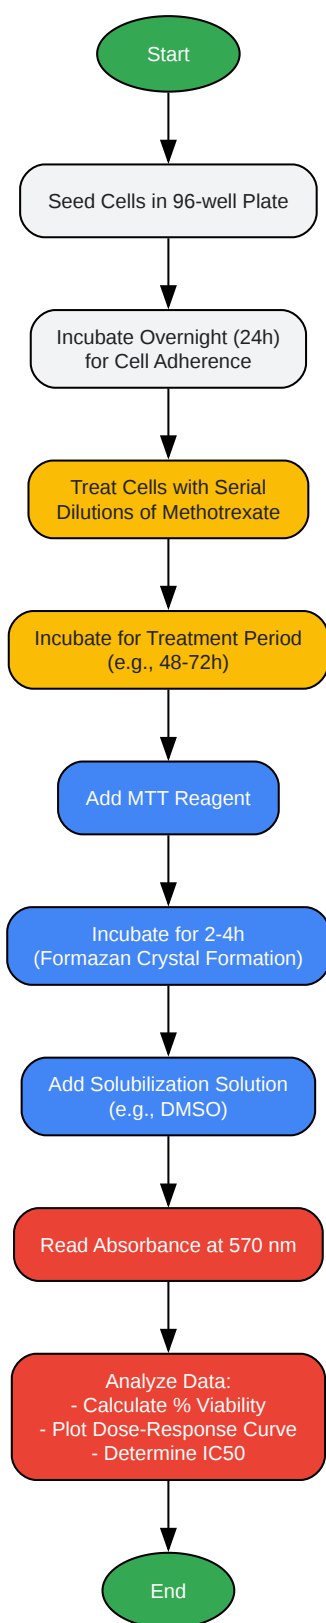 Start
Seed Cells in 96-well Plate
Incubate Overnight (24h)
for Cell Adherence
Treat Cells with Serial
Dilutions of Methotrexate
Incubate for Treatment Period
(e.g., 48-72h)
Add MTT Reagent
Incubate for 2-4h
(Formazan Crystal Formation)
Add Solubilization Solution
(e.g., DMSO)
Read Absorbance at 570 nm
Analyze Data:
- Calculate % Viability
- Plot Dose-Response Curve
- Determine IC50
End